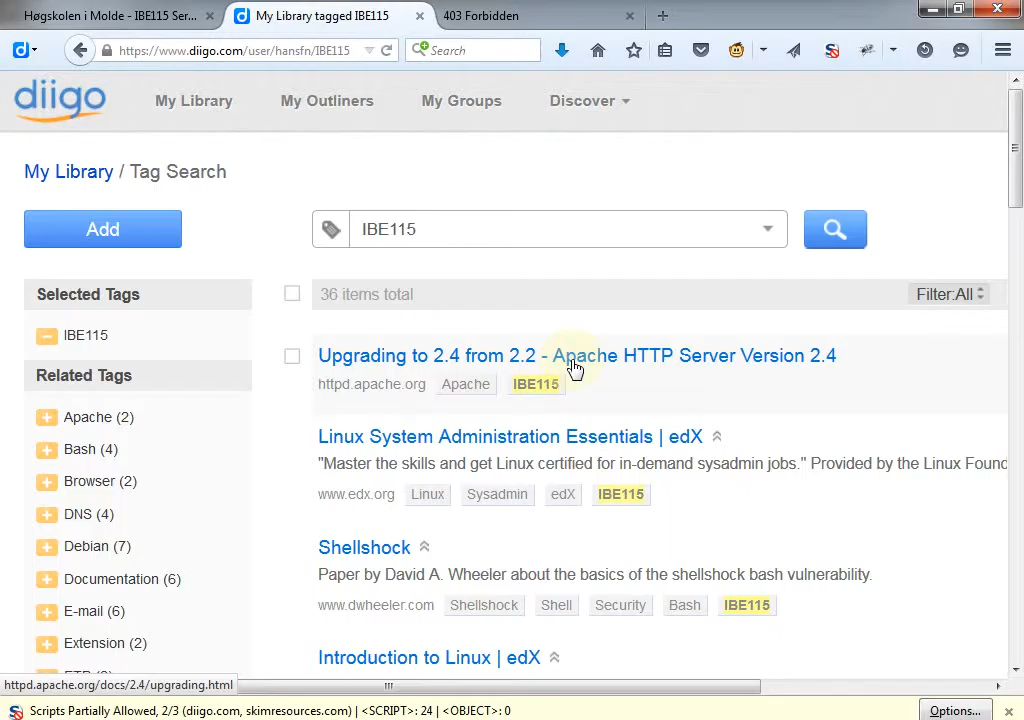 Høgskolen i Molde - IBE115 Ser...
My Library tagged IBE115
403 Forbidden
https://www.diigo.com/user/hansfn/IBE115
Search
diigo
My Library
My Outliners
My Groups
Discover
My Library / Tag Search
Add
IBE115
Selected Tags
36 items total
Filter:All
IBE115
Upgrading to 2.4 from 2.2 - Apache HTTP Server Version 2.4
httpd.apache.org Apache IBE115
Related Tags
Apache (2)
Linux System Administration Essentials | edX
Bash (4)
"Master the skills and get Linux certified for in-demand sysadmin jobs." Provided by the Linux Found
Browser (2)
www.edx.org Linux Sysadmin edX IBE115
DNS (4)
Debian (7)
Shellshock
Documentation (6)
Paper by David A. Wheeler about the basics of the shellshock bash vulnerability.
E-mail (6)
www.dwheeler.com Shellshock Shell Security Bash IBE115
Extension (2)
Introduction to Linux | edX
httpd.apache.org/docs/2.4/upgrading.html
Scripts Partially Allowed, 2/3 (diigo.com, skimresources.com) | <SCRIPT>: 24 | <OBJECT>: 0
Options...